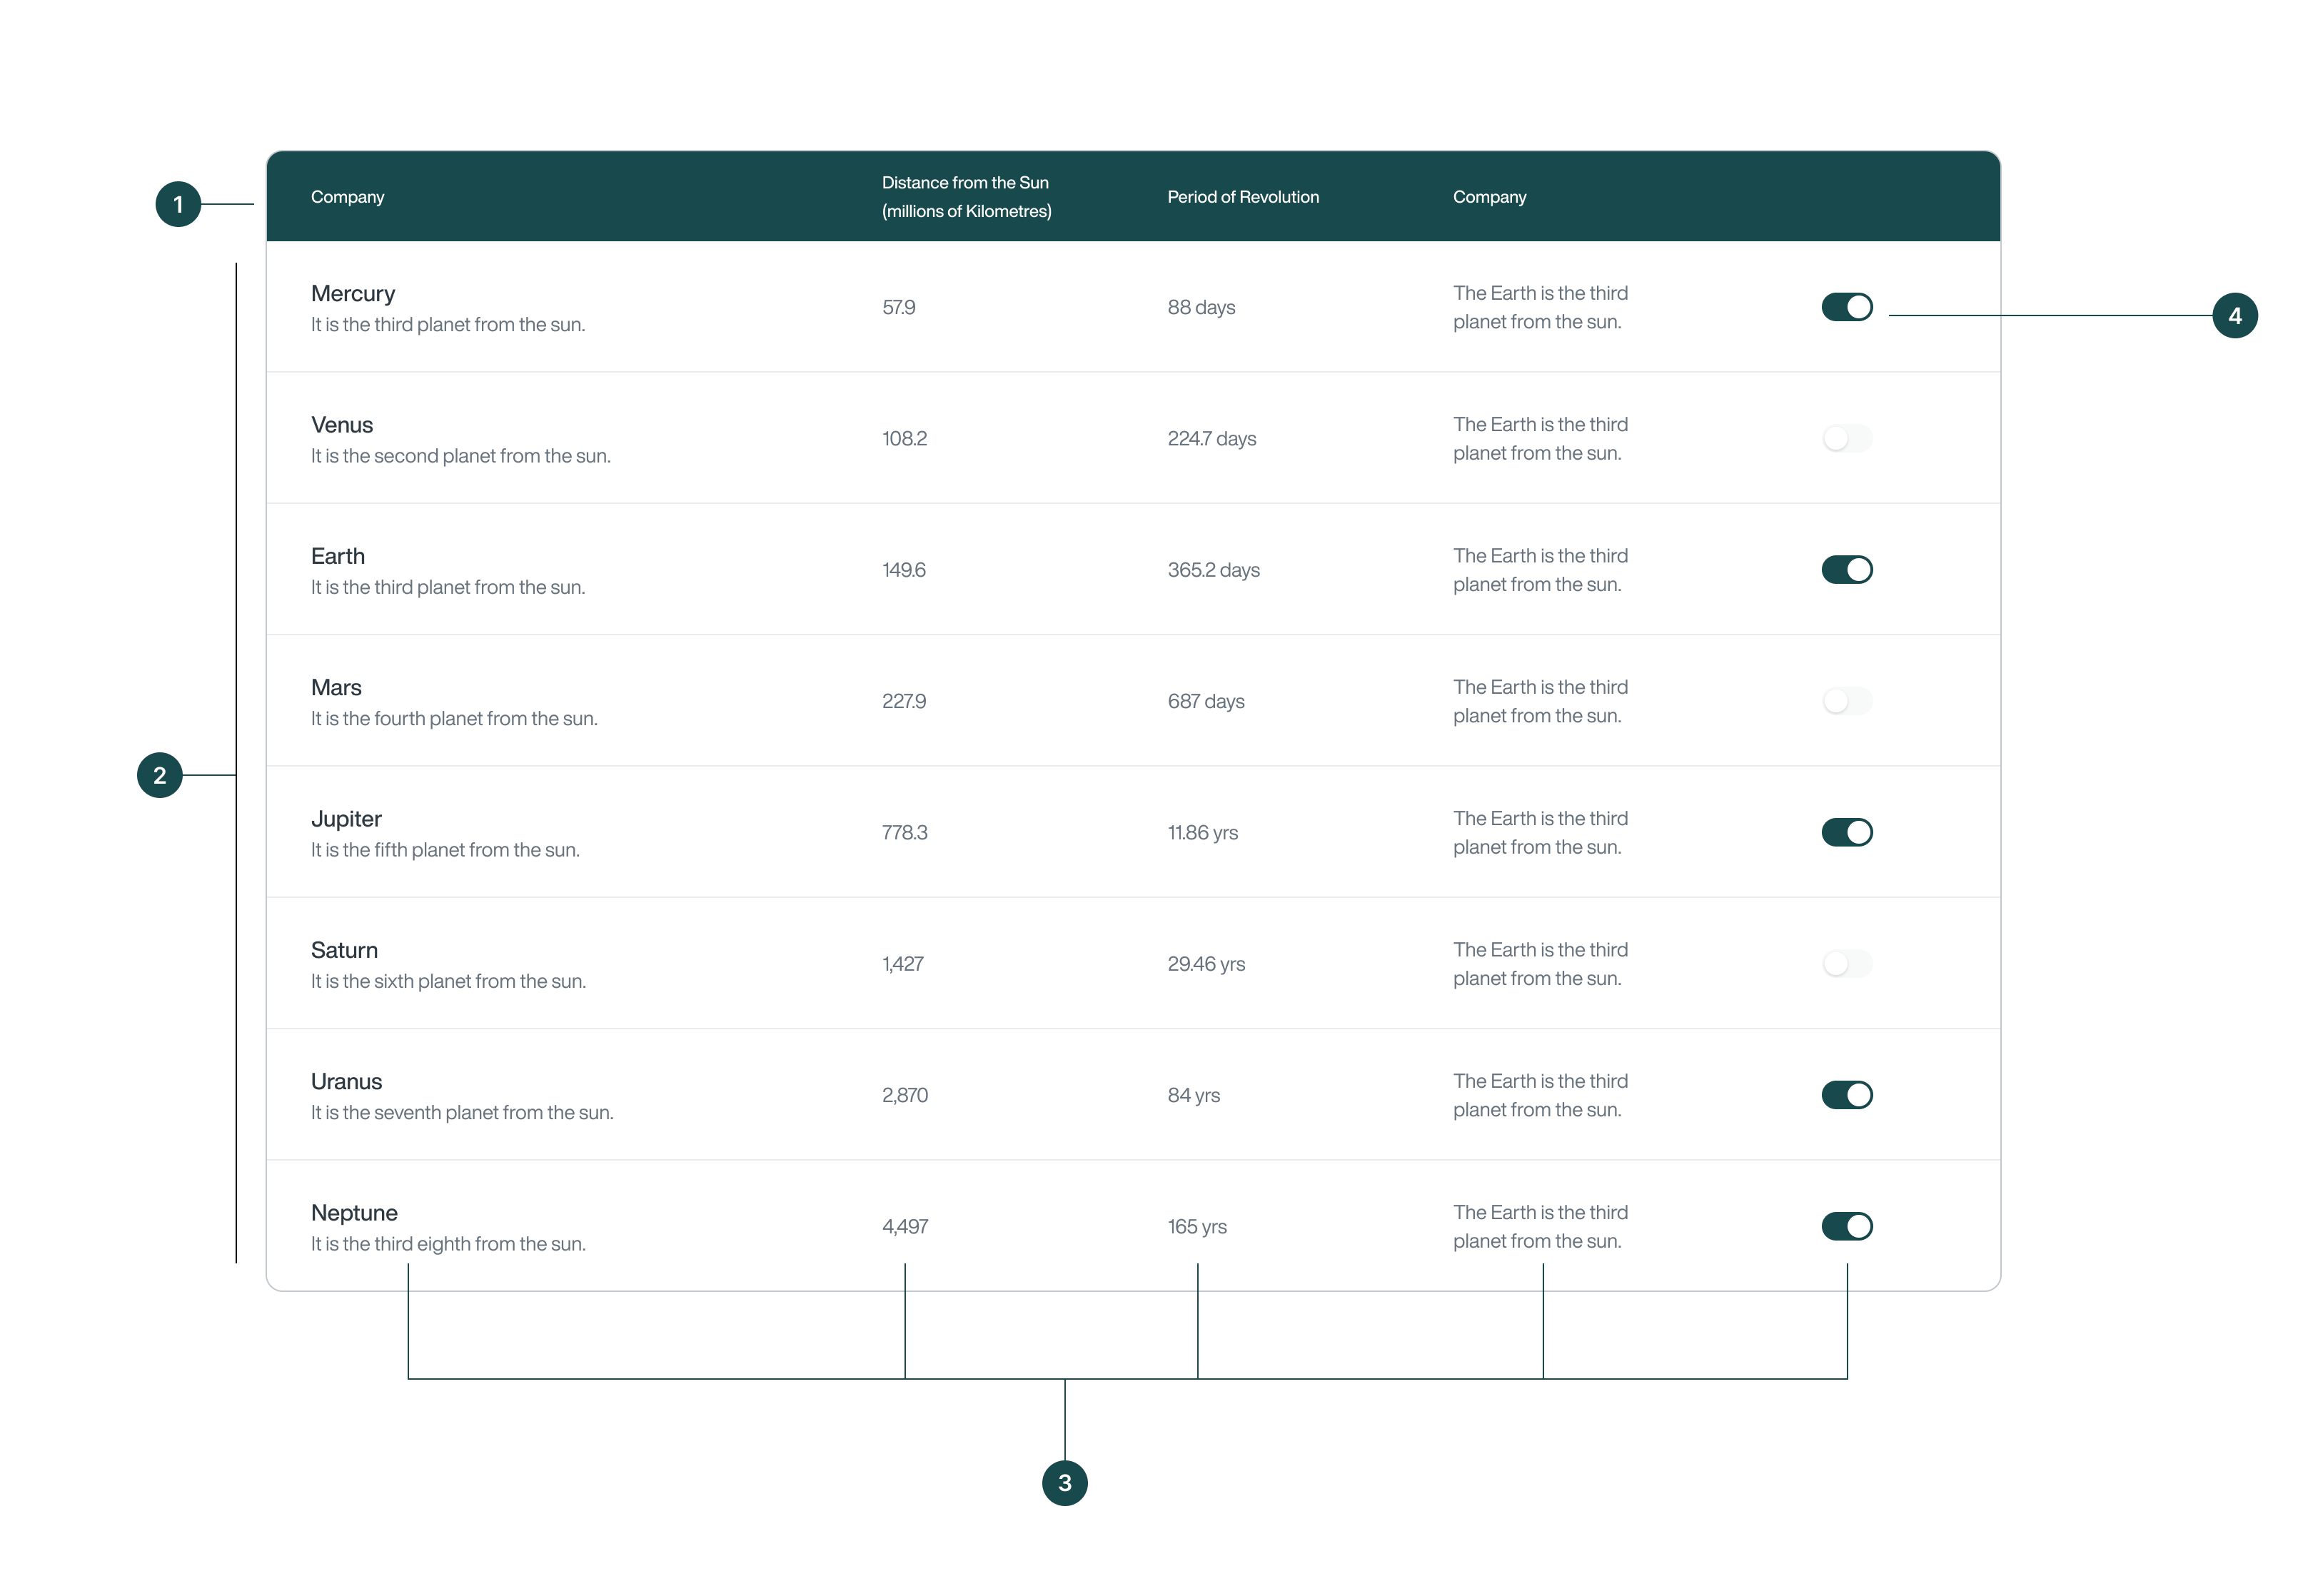 1
Company
Distance from the Sun
(millions of Kilometres)
Period of Revolution
Company
Mercury
It is the third planet from the sun.
57.9
88 days
The Earth is the third
planet from the sun.
4
Venus
It is the second planet from the sun.
108.2
224.7 days
The Earth is the third
planet from the sun.
Earth
It is the third planet from the sun.
149.6
365.2 days
The Earth is the third
planet from the sun.
Mars
It is the fourth planet from the sun.
227.9
687 days
The Earth is the third
planet from the sun.
2
Jupiter
It is the fifth planet from the sun.
778.3
11.86 yrs
The Earth is the third
planet from the sun.
Saturn
It is the sixth planet from the sun.
1,427
29.46 yrs
The Earth is the third
planet from the sun.
Uranus
It is the seventh planet from the sun.
2,870
84 yrs
The Earth is the third
planet from the sun.
Neptune
It is the third eighth from the sun.
4,497
165 yrs
The Earth is the third
planet from the sun.
3